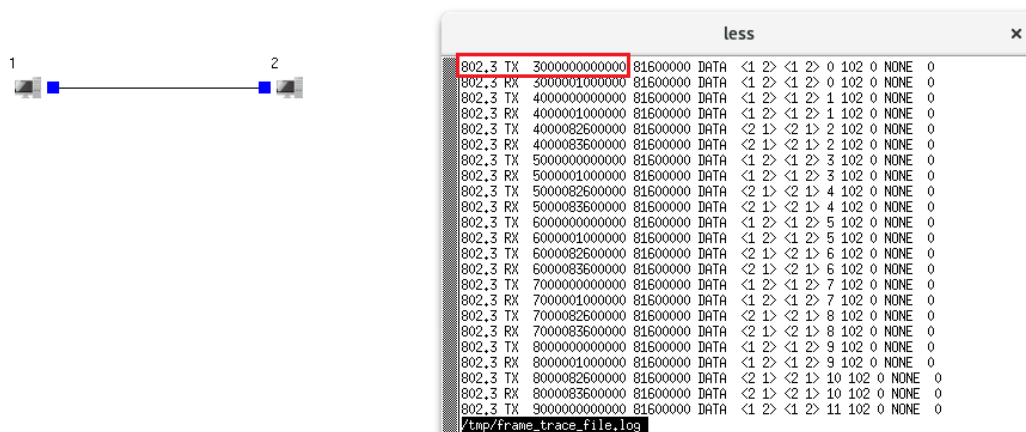 1
2
less
×
802.3 TX 3000000000000 81600000 DATA <1 2> <1 2> 0 102 0 NONE 0
802.3 RX 3000001000000 81600000 DATA <1 2> <1 2> 0 102 0 NONE 0
802.3 TX 4000000000000 81600000 DATA <1 2> <1 2> 1 102 0 NONE 0
802.3 RX 4000001000000 81600000 DATA <1 2> <1 2> 1 102 0 NONE 0
802.3 TX 4000082600000 81600000 DATA <2 1> <2 1> 2 102 0 NONE 0
802.3 RX 4000083600000 81600000 DATA <2 1> <2 1> 2 102 0 NONE 0
802.3 TX 5000000000000 81600000 DATA <1 2> <1 2> 3 102 0 NONE 0
802.3 RX 5000001000000 81600000 DATA <1 2> <1 2> 3 102 0 NONE 0
802.3 TX 5000082600000 81600000 DATA <2 1> <2 1> 4 102 0 NONE 0
802.3 RX 5000083600000 81600000 DATA <2 1> <2 1> 4 102 0 NONE 0
802.3 TX 6000000000000 81600000 DATA <1 2> <1 2> 5 102 0 NONE 0
802.3 RX 6000001000000 81600000 DATA <1 2> <1 2> 5 102 0 NONE 0
802.3 TX 6000082600000 81600000 DATA <2 1> <2 1> 6 102 0 NONE 0
802.3 RX 6000083600000 81600000 DATA <2 1> <2 1> 6 102 0 NONE 0
802.3 TX 7000000000000 81600000 DATA <1 2> <1 2> 7 102 0 NONE 0
802.3 RX 7000001000000 81600000 DATA <1 2> <1 2> 7 102 0 NONE 0
802.3 TX 7000082600000 81600000 DATA <2 1> <2 1> 8 102 0 NONE 0
802.3 RX 7000083600000 81600000 DATA <2 1> <2 1> 8 102 0 NONE 0
802.3 TX 8000000000000 81600000 DATA <1 2> <1 2> 9 102 0 NONE 0
802.3 RX 8000001000000 81600000 DATA <1 2> <1 2> 9 102 0 NONE 0
802.3 TX 8000082600000 81600000 DATA <2 1> <2 1> 10 102 0 NONE 0
802.3 RX 8000083600000 81600000 DATA <2 1> <2 1> 10 102 0 NONE 0
802.3 TX 9000000000000 81600000 DATA <1 2> <1 2> 11 102 0 NONE 0
/tmp/frame_trace_file.log